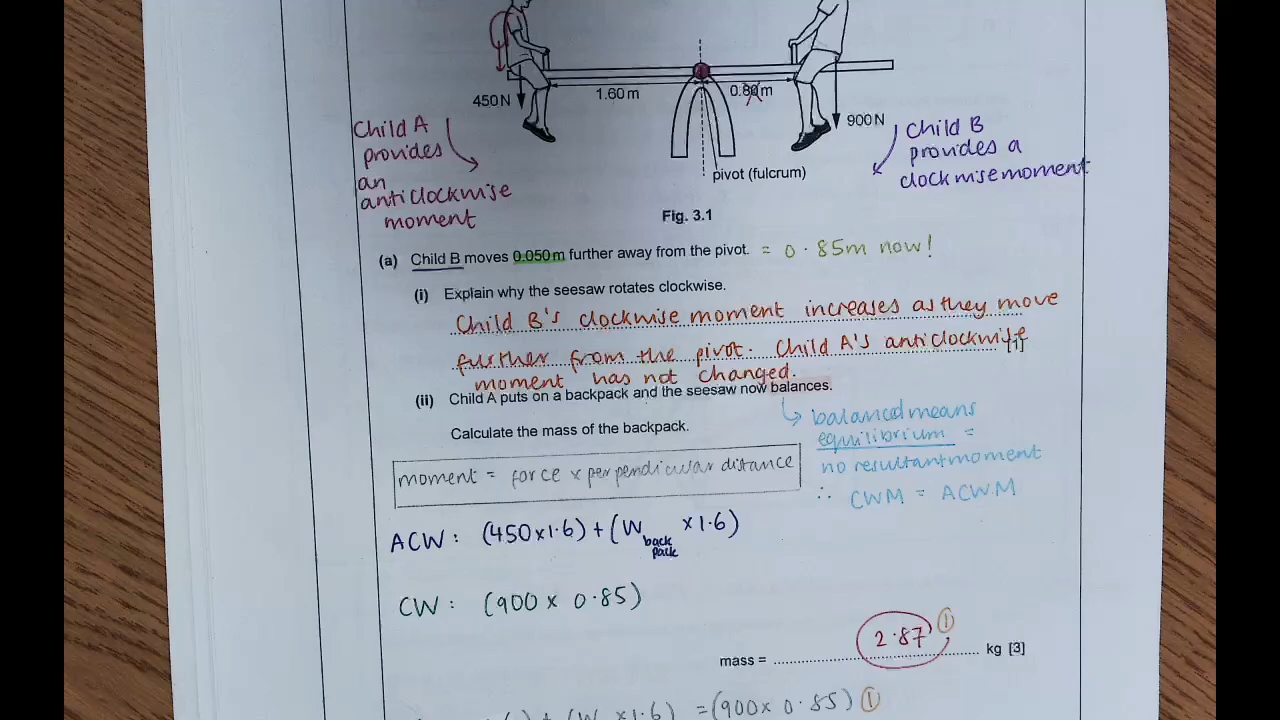 450 N
1.60 m
0.80 m
900 N
pivot (fulcrum)
Child A
provides
an
anticlockwise
moment
Child B
provides a
clockwise moment
Fig. 3.1
(a) Child B moves 0.050 m further away from the pivot. = 0.85m now!
(i) Explain why the seesaw rotates clockwise.
Child B's clockwise moment increases as they move
further from the pivot. Child A's anticlockwise
moment has not changed.
(ii) Child A puts on a backpack and the seesaw now balances.
Calculate the mass of the backpack.
↳ balanced means
equilibrium =
no resultant moment
∴ CWM = ACWM
moment = force x perpendicular distance
ACW: (450 x 1.6) + (W back pack x 1.6)
CW: (900 x 0.85)
mass = 2.87 ① kg [3]
+ (W x 1.6) = (900 x 0.85) ①